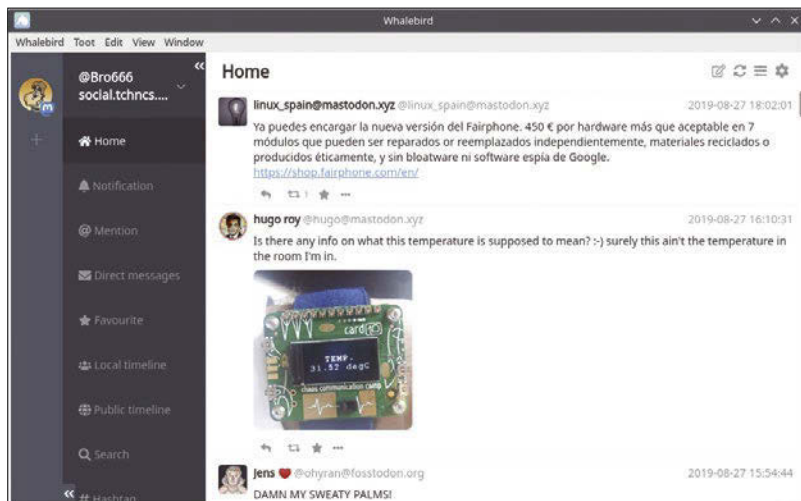 Whalebird
Whalebird Toot Edit View Window
@Bro666
social.tchncs....
Home
Notification
@ Mention
Direct messages
Favourite
Local timeline
Public timeline
Search
# Hashtag
Home
linux_spain@mastodon.xyz @linux_spain@mastodon.xyz 2019-08-27 18:02:01
Ya puedes encargar la nueva versión del Fairphone. 450 € por hardware más que aceptable en 7
módulos que pueden ser reparados or reemplazados independientemente, materiales reciclados o
producidos éticamente, y sin bloatware ni software espía de Google.
https://shop.fairphone.com/en/
1
hugo roy @hugo@mastodon.xyz 2019-08-27 16:10:31
Is there any info on what this temperature is supposed to mean? :-) surely this ain't the temperature in
the room I'm in.
card10
TEMP.
31.52 degC
chaos communication camp
Jens @ohyran@fosstodon.org 2019-08-27 15:54:44
DAMN MY SWEATY PALMS!